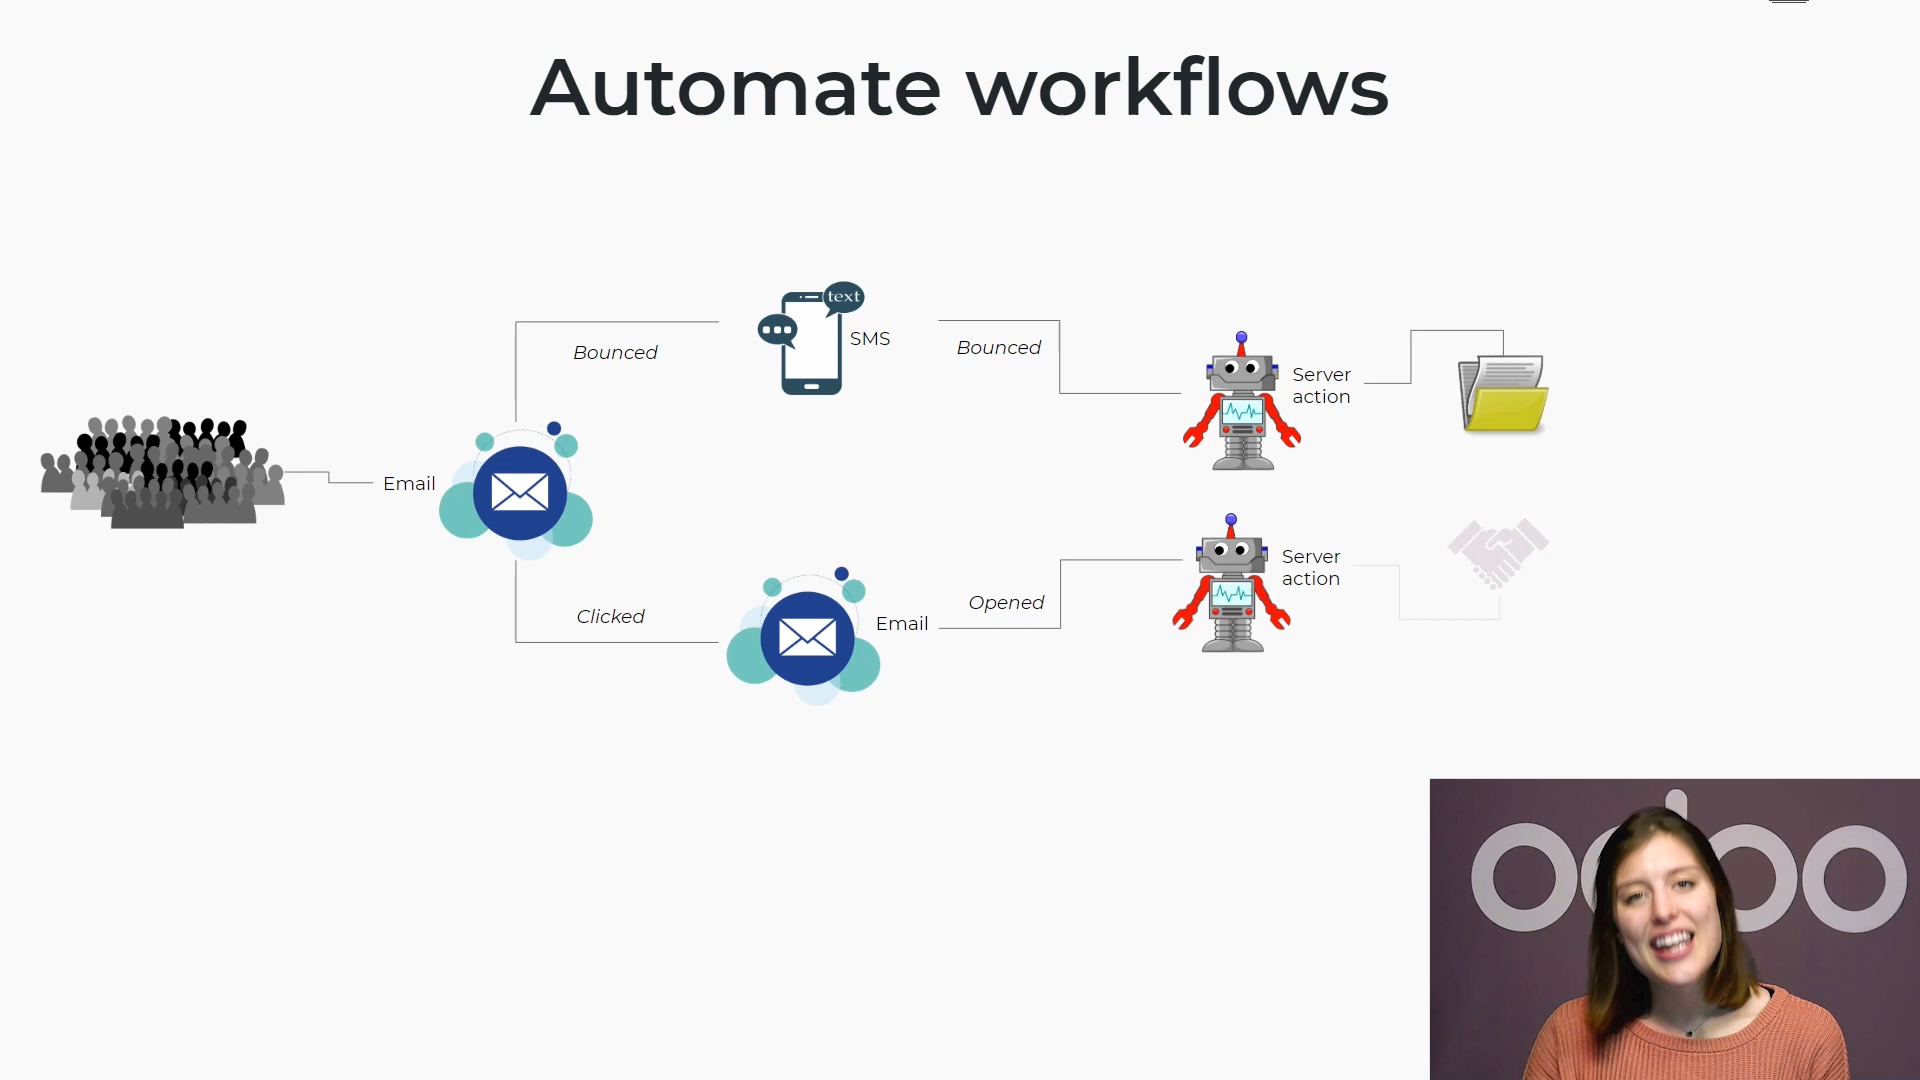 Automate workflows
text
SMS
Bounced
Bounced
Server
action
Email
Server
action
Opened
Clicked
Email
odoo